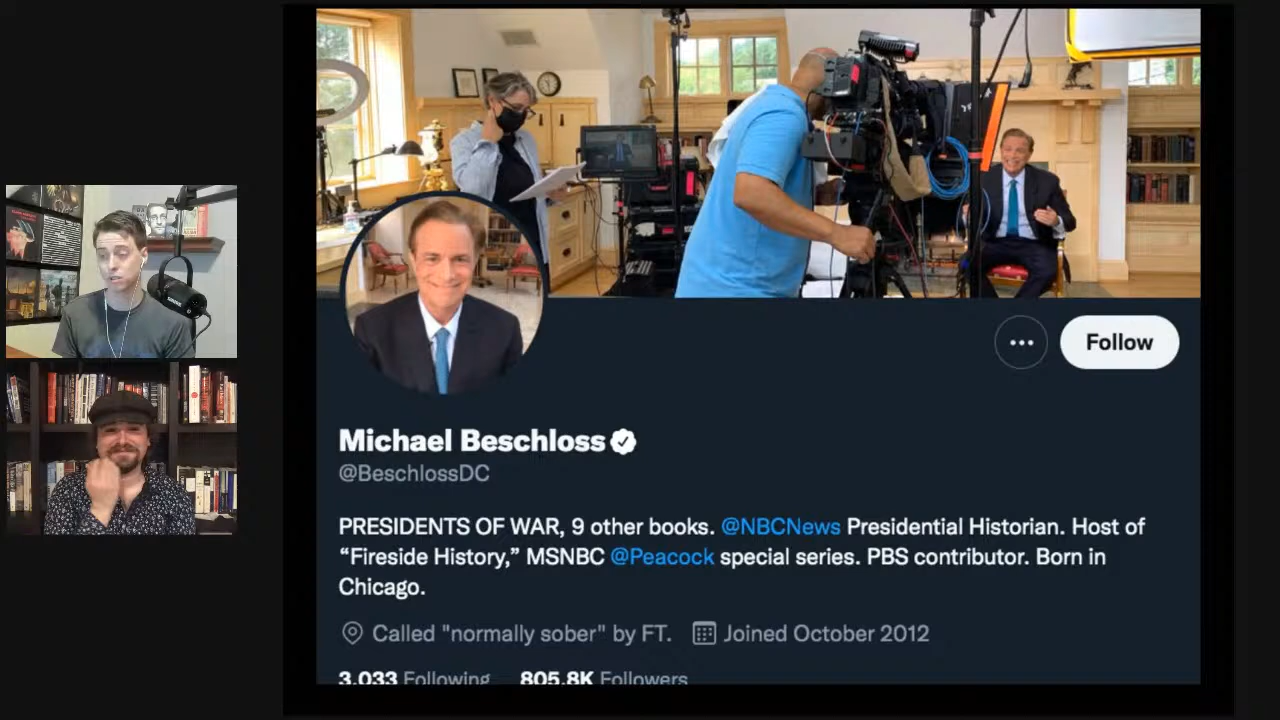 Follow
Michael Beschloss
@BeschlossDC
PRESIDENTS OF WAR, 9 other books. @NBCNews Presidential Historian. Host of
“Fireside History,” MSNBC @Peacock special series. PBS contributor. Born in
Chicago.
Called "normally sober" by FT. Joined October 2012
3,033 Following 805.8K Followers